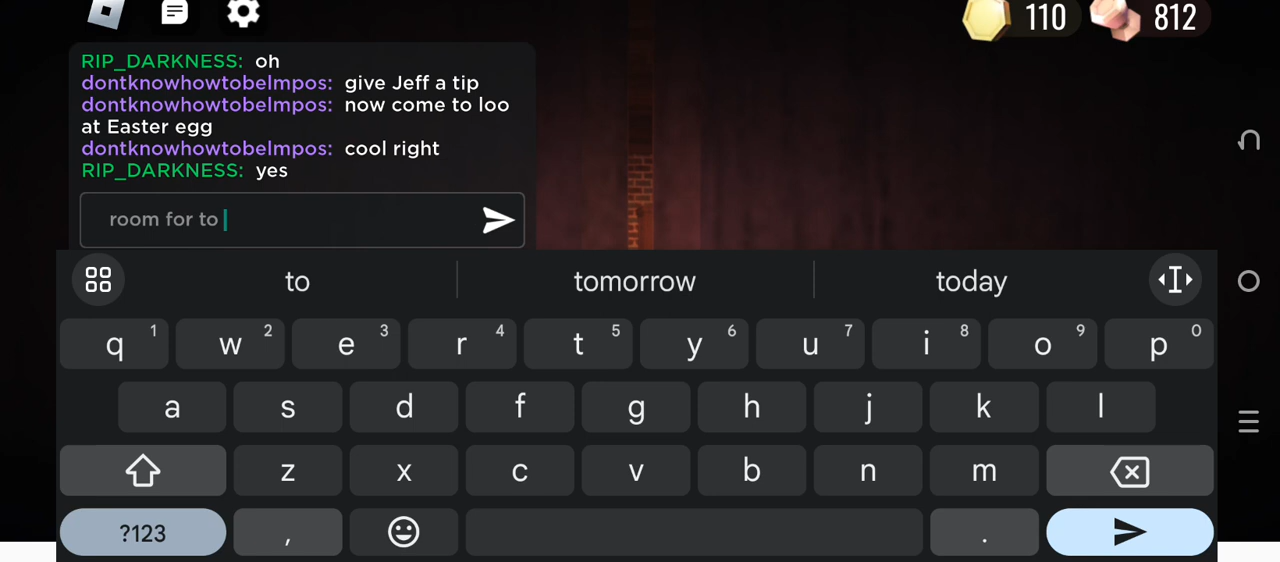 110 812
RIP_DARKNESS: oh
dontknowhowtobeImpos: give Jeff a tip
dontknowhowtobeImpos: now come to loo
at Easter egg
dontknowhowtobeImpos: cool right
RIP_DARKNESS: yes
room for to
to tomorrow today
q 1 w 2 e 3 r 4 t 5 y 6 u 7 i 8 o 9 p 0
a s d f g h j k l
z x c v b n m
?123 , .